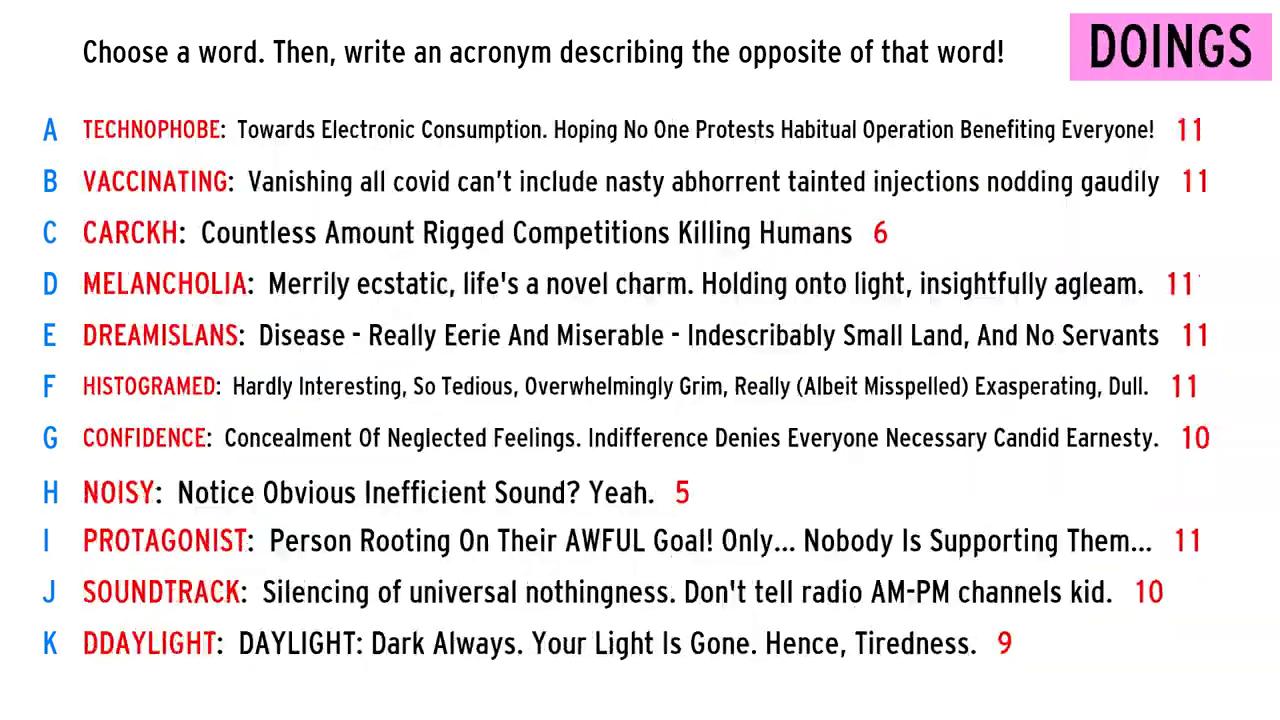 Choose a word. Then, write an acronym describing the opposite of that word!
DOINGS
A TECHNOPHOBE: Towards Electronic Consumption. Hoping No One Protests Habitual Operation Benefiting Everyone! 11
B VACCINATING: Vanishing all covid can't include nasty abhorrent tainted injections nodding gaudily 11
C CARCKH: Countless Amount Rigged Competitions Killing Humans 6
D MELANCHOLIA: Merrily ecstatic, life's a novel charm. Holding onto light, insightfully agleam. 11
E DREAMISLANS: Disease - Really Eerie And Miserable - Indescribably Small Land, And No Servants 11
F HISTOGRAMED: Hardly Interesting, So Tedious, Overwhelmingly Grim, Really (Albeit Misspelled) Exasperating, Dull. 11
G CONFIDENCE: Concealment Of Neglected Feelings. Indifference Denies Everyone Necessary Candid Earnesty. 10
H NOISY: Notice Obvious Inefficient Sound? Yeah. 5
I PROTAGONIST: Person Rooting On Their AWFUL Goal! Only... Nobody Is Supporting Them... 11
J SOUNDTRACK: Silencing of universal nothingness. Don't tell radio AM-PM channels kid. 10
K DDAYLIGHT: DAYLIGHT: Dark Always. Your Light Is Gone. Hence, Tiredness. 9